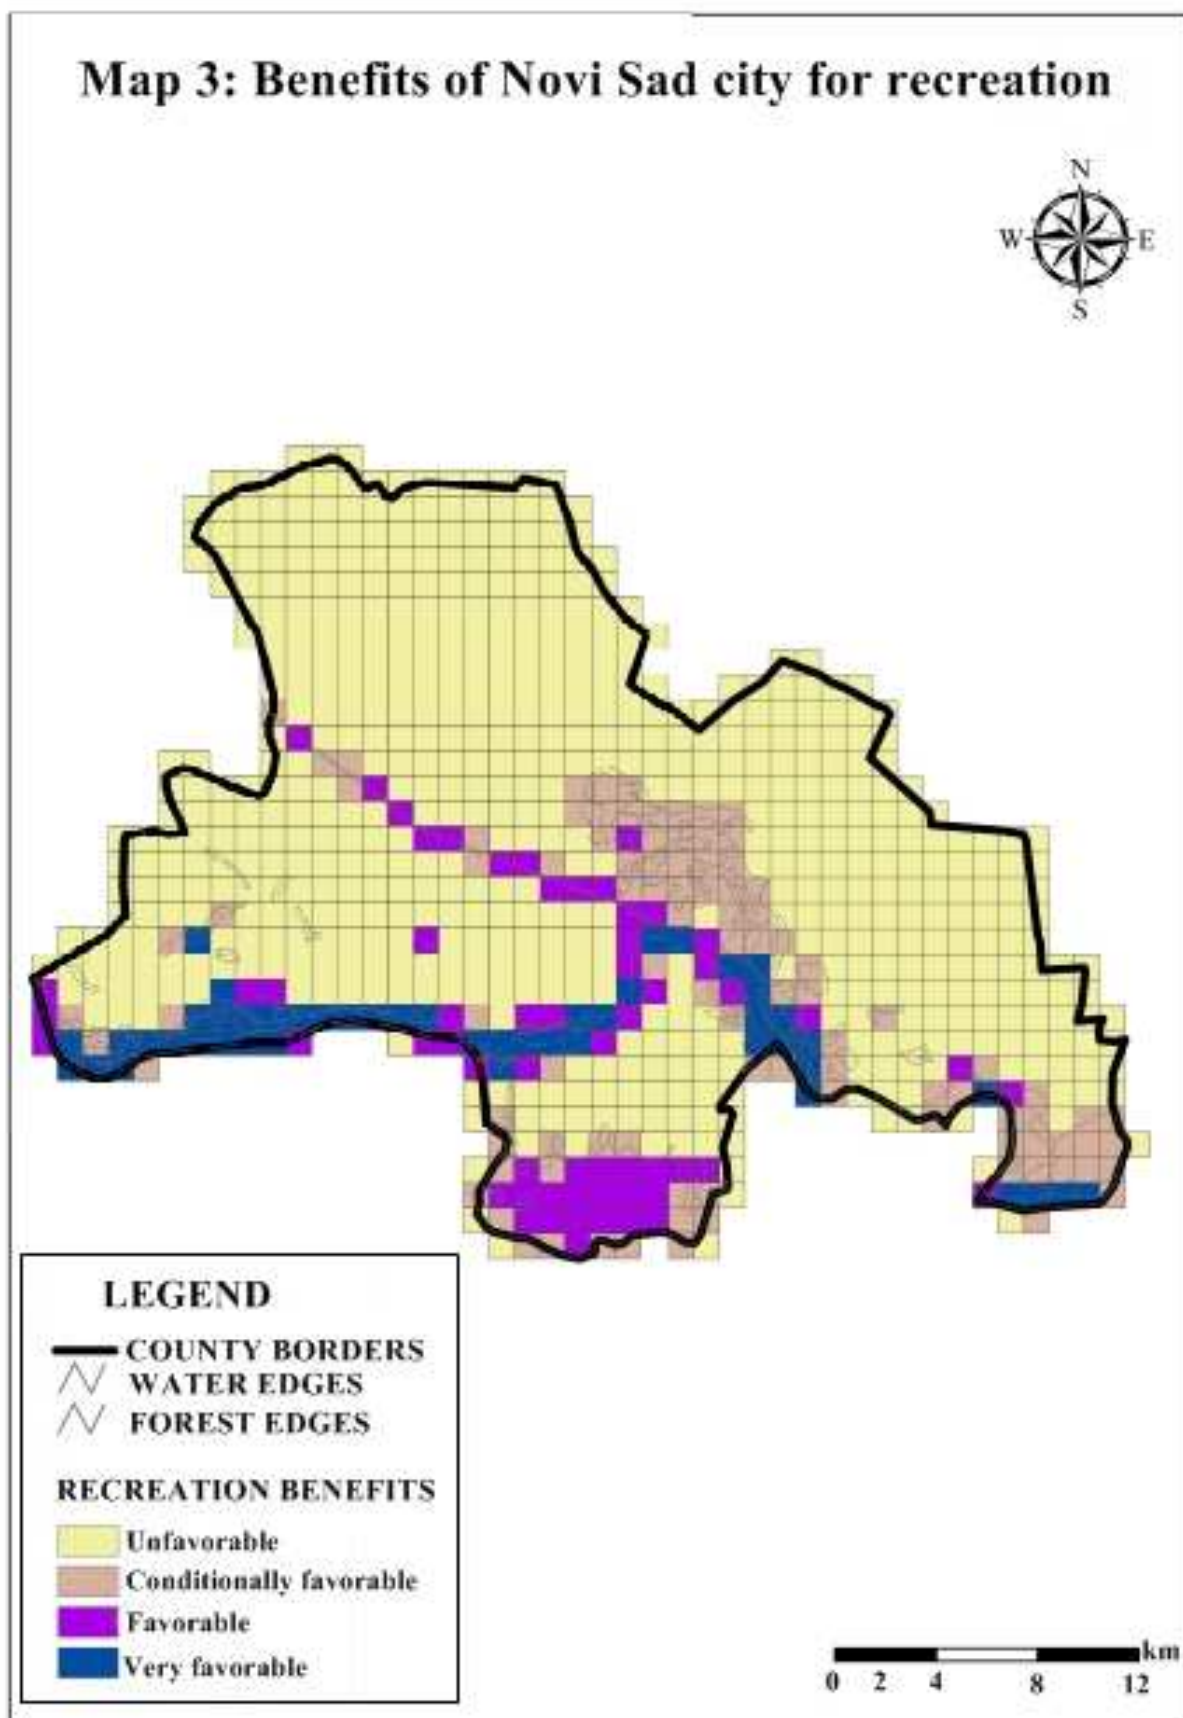 Map 3: Benefits of Novi Sad city for recreation
N
W E
S
LEGEND
COUNTY BORDERS
WATER EDGES
FOREST EDGES
RECREATION BENEFITS
Unfavorable
Conditionally favorable
Favorable
Very favorable
km
0 2 4 8 12